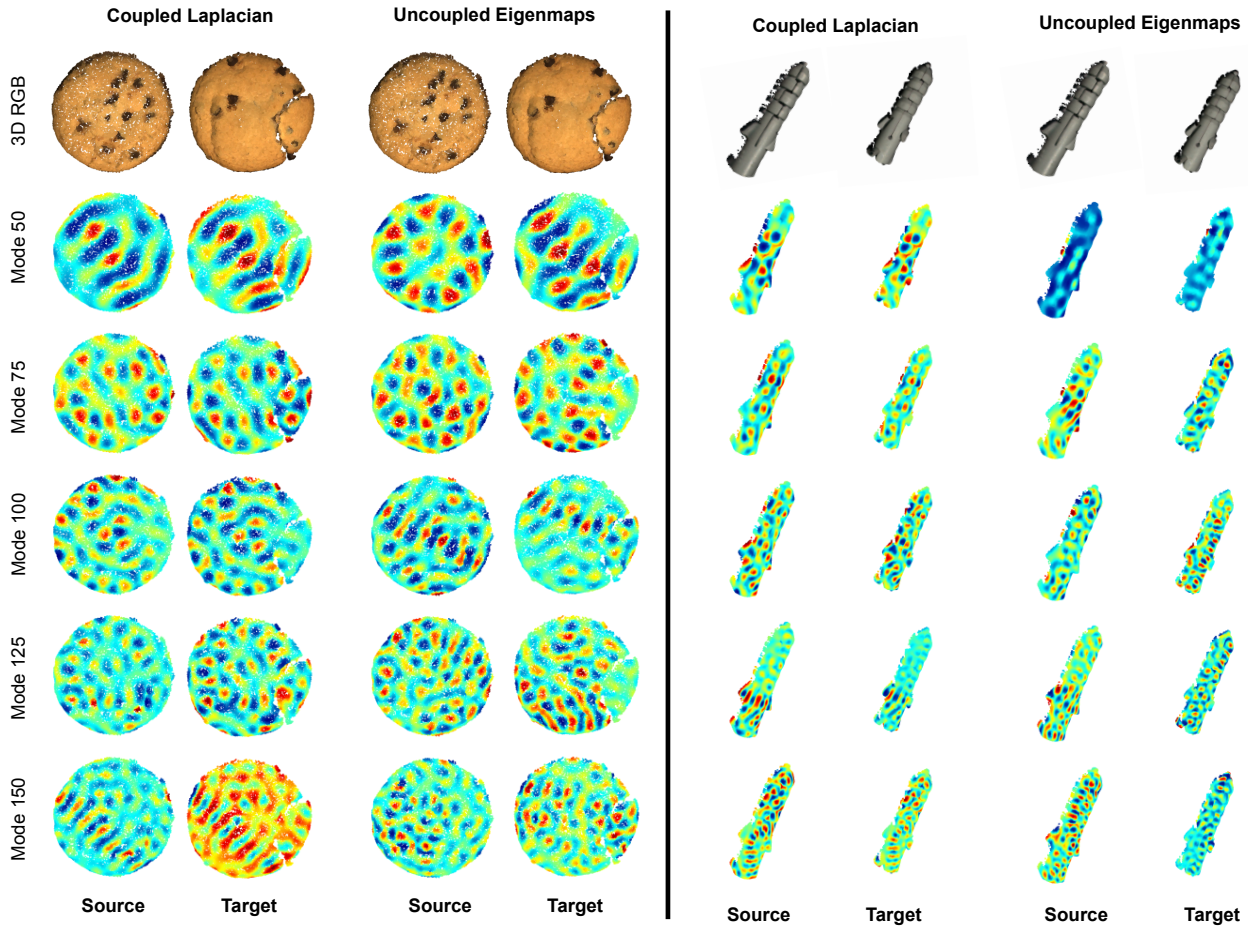 Coupled Laplacian
Uncoupled Eigenmaps
Coupled Laplacian
Uncoupled Eigenmaps
3D RGB
Mode 50
Mode 75
Mode 100
Mode 125
Mode 150
Source
Target
Source
Target
Source
Target
Source
Target